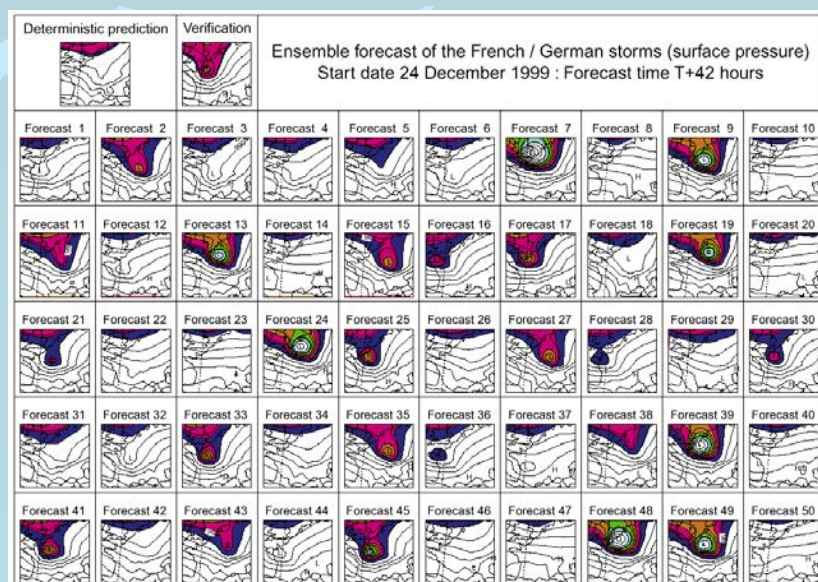 Deterministic prediction Verification
Ensemble forecast of the French / German storms (surface pressure)
Start date 24 December 1999 : Forecast time T+42 hours
Forecast 1 Forecast 2 Forecast 3 Forecast 4 Forecast 5 Forecast 6 Forecast 7 Forecast 8 Forecast 9 Forecast 10
Forecast 11 Forecast 12 Forecast 13 Forecast 14 Forecast 15 Forecast 16 Forecast 17 Forecast 18 Forecast 19 Forecast 20
Forecast 21 Forecast 22 Forecast 23 Forecast 24 Forecast 25 Forecast 26 Forecast 27 Forecast 28 Forecast 29 Forecast 30
Forecast 31 Forecast 32 Forecast 33 Forecast 34 Forecast 35 Forecast 36 Forecast 37 Forecast 38 Forecast 39 Forecast 40
Forecast 41 Forecast 42 Forecast 43 Forecast 44 Forecast 45 Forecast 46 Forecast 47 Forecast 48 Forecast 49 Forecast 50